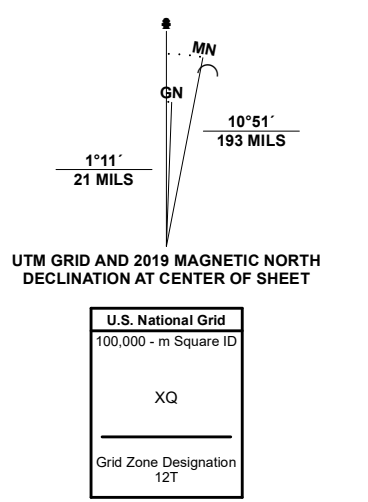 MN
GN
10°51´
193 MILS
1°11´
21 MILS
UTM GRID AND 2019 MAGNETIC NORTH
DECLINATION AT CENTER OF SHEET
U.S. National Grid
100,000 - m Square ID
XQ
Grid Zone Designation
12T